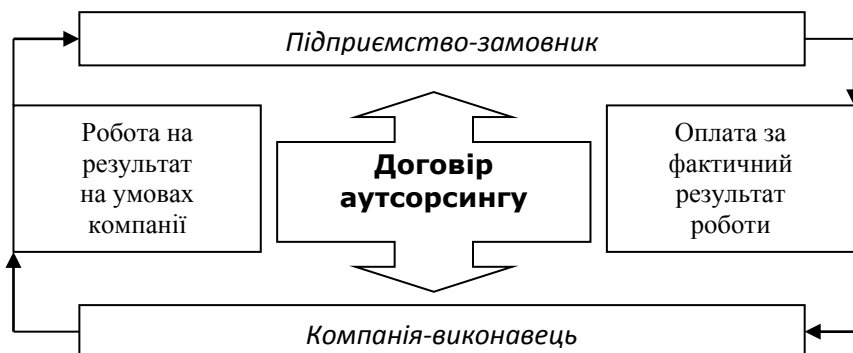 Підприємство-замовник
Робота на
результат
на умовах
компанії
Договір
аутсорсингу
Оплата за
фактичний
результат
роботи
Компанія-виконавець